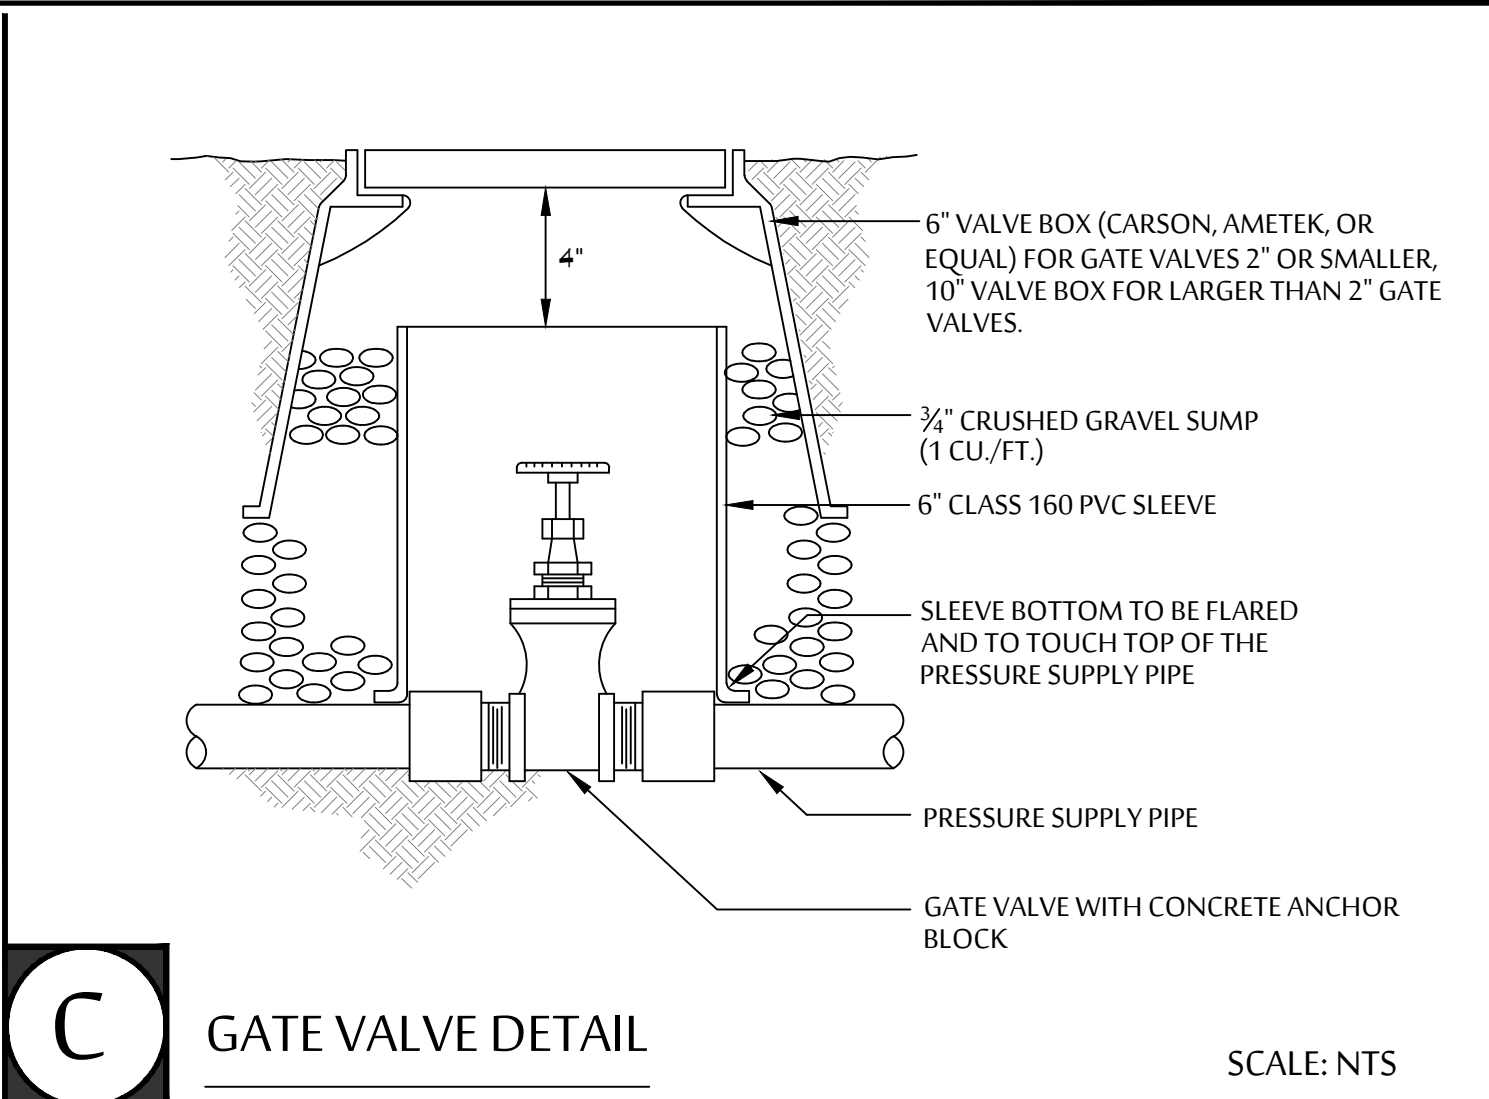 4"
6" VALVE BOX (CARSON, AMETEK, OR
EQUAL) FOR GATE VALVES 2" OR SMALLER,
10" VALVE BOX FOR LARGER THAN 2" GATE
VALVES.
¾" CRUSHED GRAVEL SUMP
(1 CU./FT.)
6" CLASS 160 PVC SLEEVE
SLEEVE BOTTOM TO BE FLARED
AND TO TOUCH TOP OF THE
PRESSURE SUPPLY PIPE
PRESSURE SUPPLY PIPE
GATE VALVE WITH CONCRETE ANCHOR
BLOCK
C
GATE VALVE DETAIL
SCALE: NTS